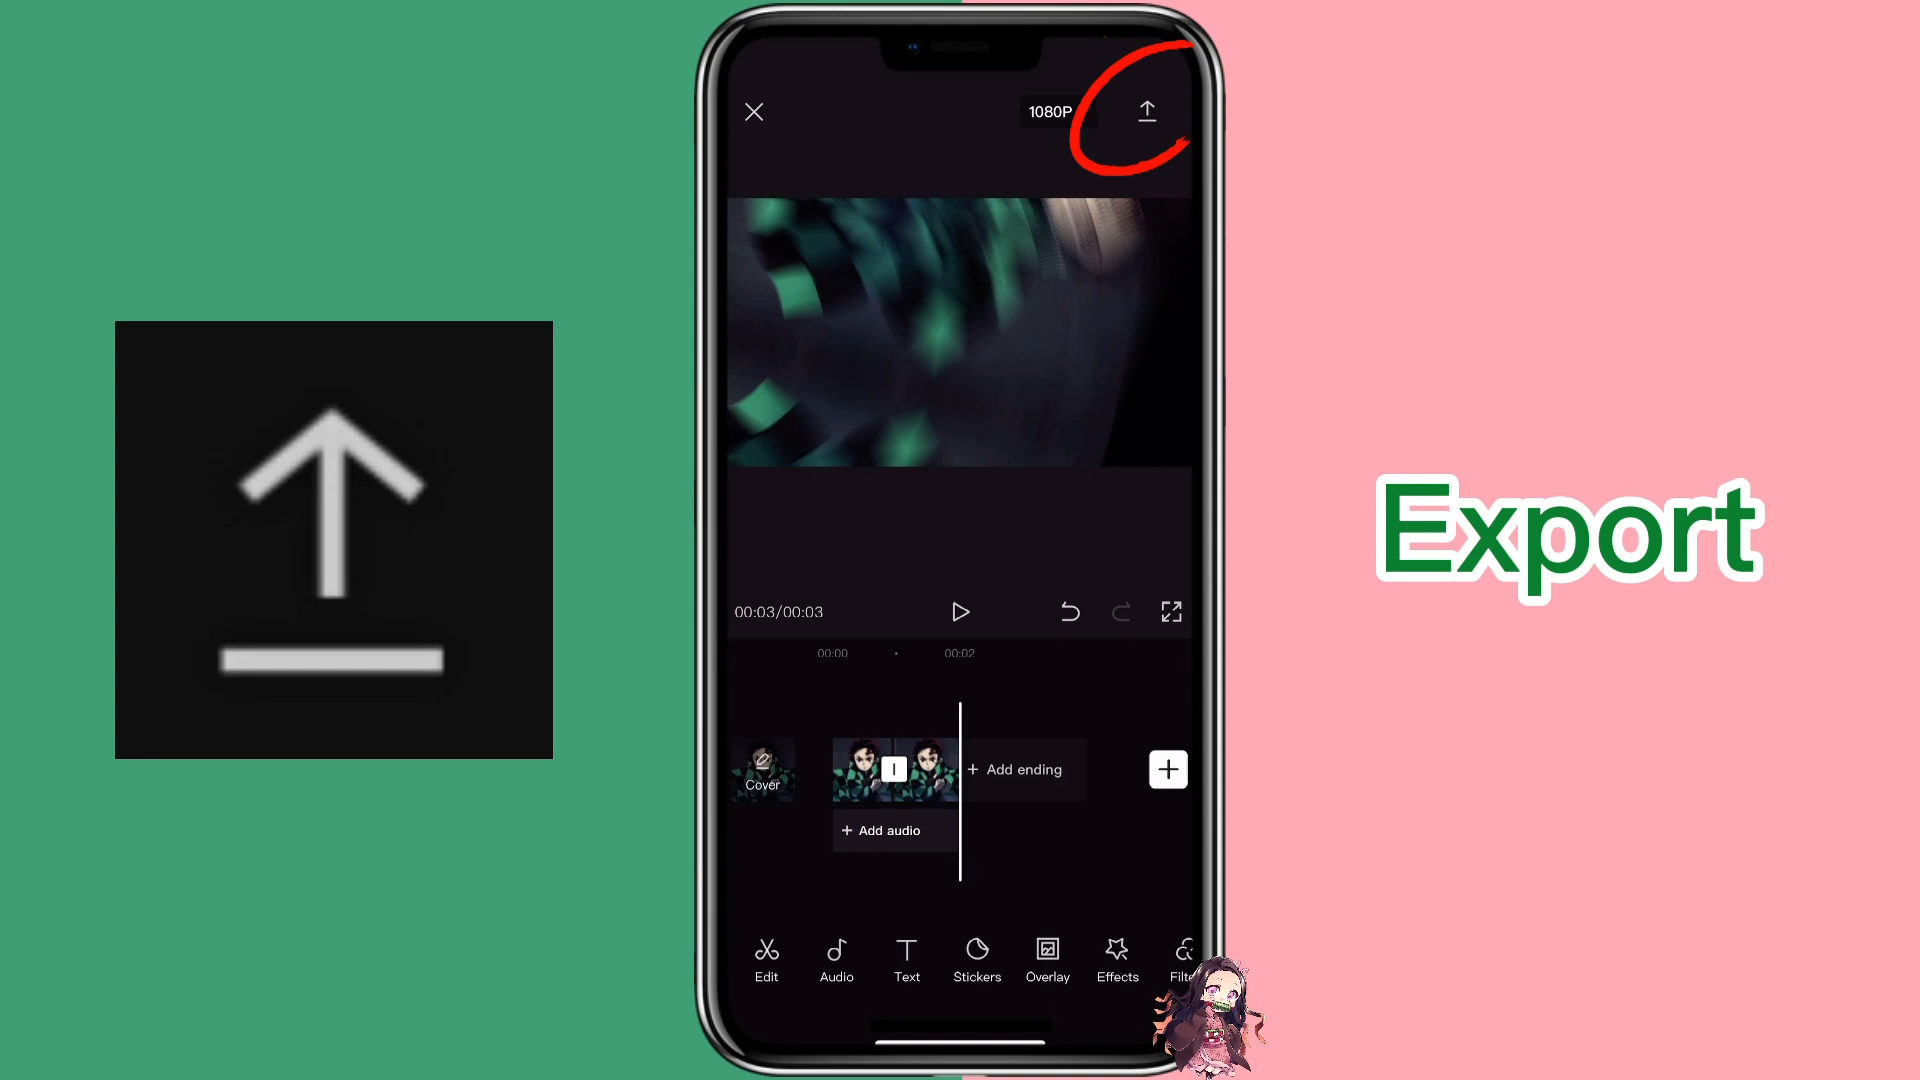 1080P
Export
00:03/00:03
00:00
00:02
Cover
+ Add ending
+ Add audio
Edit
Audio
Text
Stickers
Overlay
Effects
Filte